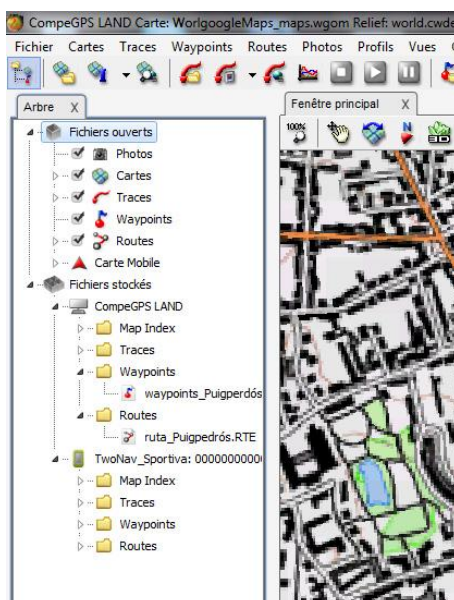 CompeGPS LAND Carte: WorlgoogleMaps_maps.wgom Relief: world.cwde
Fichier Cartes Traces Waypoints Routes Photos Profils Vues
Arbre X
Fenêtre principal X
100%
N
Fichiers ouverts
Photos
Cartes
Traces
Waypoints
Routes
Carte Mobile
Fichiers stockés
CompeGPS LAND
Map Index
Traces
Waypoints
waypoints_Puigperdós
Routes
ruta_Puigpedrós.RTE
TwoNav_Sportiva: 0000000000
Map Index
Traces
Waypoints
Routes